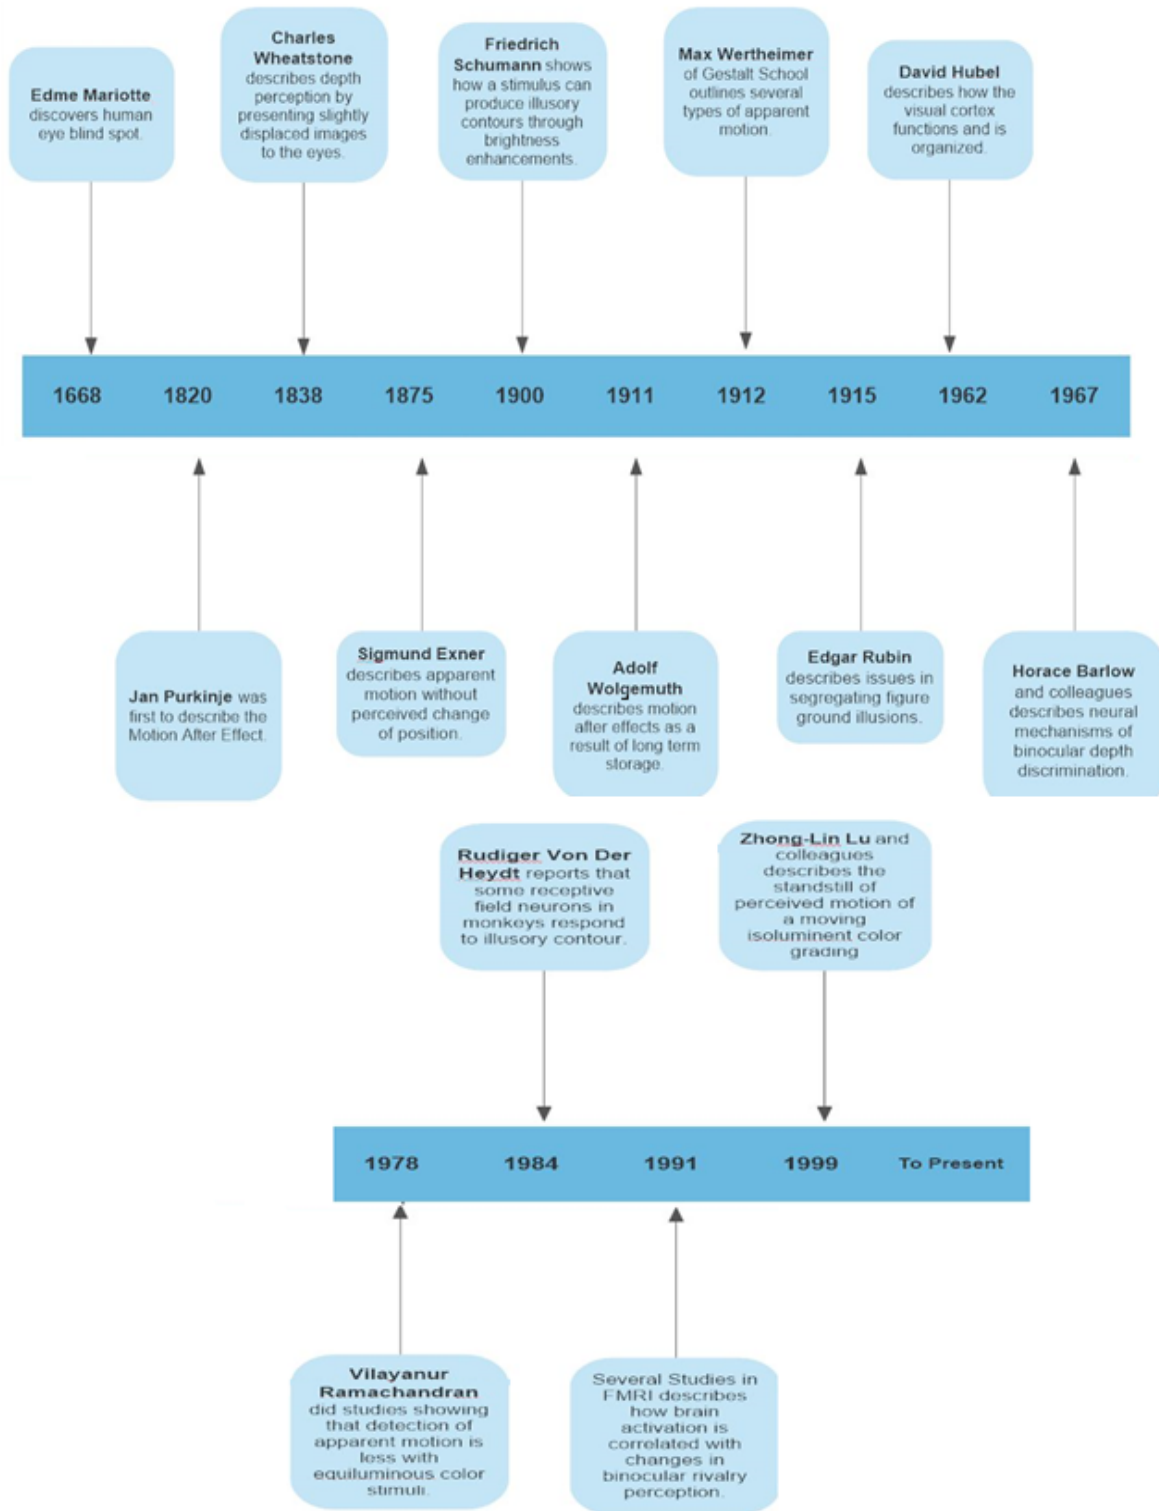 Edme Mariotte
discovers human
eye blind spot.
Charles
Wheatstone
describes depth
perception by
presenting slightly
displaced images
to the eyes.
Friedrich
Schumann shows
how a stimulus can
produce illusory
contours through
brightness
enhancements.
Max Wertheimer
of Gestalt School
outlines several
types of apparent
motion.
David Hubel
describes how the
visual cortex
functions and is
organized.
1668 1820 1838 1875 1900 1911 1912 1915 1962 1967
Jan Purkinje was
first to describe the
Motion After Effect.
Sigmund Exner
describes apparent
motion without
perceived change
of position.
Adolf
Wolgemuth
describes motion
after effects as a
result of long term
storage.
Edgar Rubin
describes issues in
segregating figure
ground illusions.
Horace Barlow
and colleagues
describes neural
mechanisms of
binocular depth
discrimination.
Rudiger Von Der
Heydt reports that
some receptive
field neurons in
monkeys respond
to illusory contour.
Zhong-Lin Lu and
colleagues
describes the
standstill of
perceived motion of
a moving
isoluminent color
grading
1978 1984 1991 1999 To Present
Vilayanur
Ramachandran
did studies showing
that detection of
apparent motion is
less with
equiluminous color
stimuli.
Several Studies in
FMRI describes
how brain
activation is
correlated with
changes in
binocular rivalry
perception.